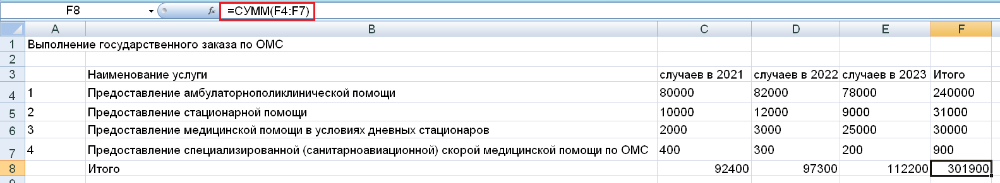 F8 fx =СУММ(F4:F7)
A B C D E F
1 Выполнение государственного заказа по ОМС
2
3 Наименование услуги случаев в 2021 случаев в 2022 случаев в 2023 Итого
4 1 Предоставление амбулаторнополиклинической помощи 80000 82000 78000 240000
5 2 Предоставление стационарной помощи 10000 12000 9000 31000
6 3 Предоставление медицинской помощи в условиях дневных стационаров 2000 3000 25000 30000
7 4 Предоставление специализированной (санитарноавиационной) скорой медицинской помощи по ОМС 400 300 200 900
8 Итого 92400 97300 112200 301900